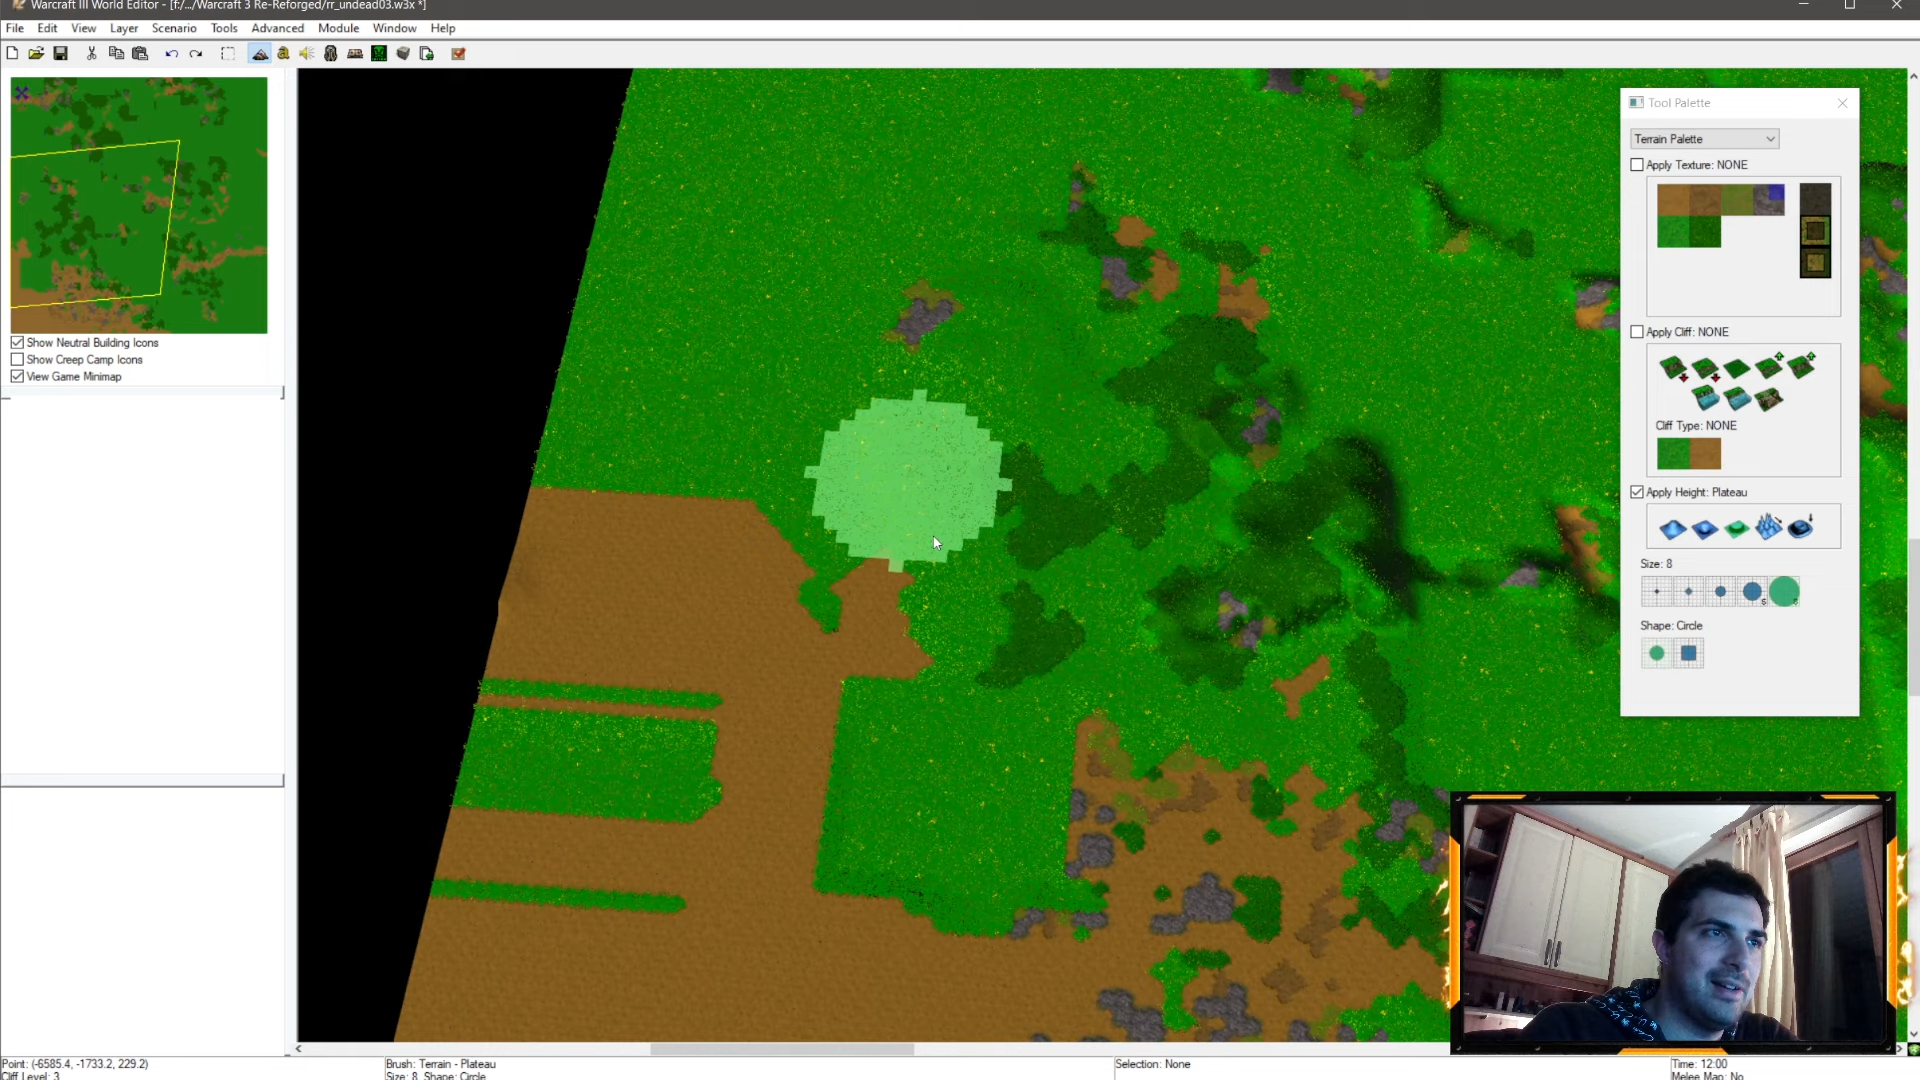 Warcraft III World Editor - [f:/.../Warcraft 3 Re-Reforged/rr_undead03.w3x *]
File Edit View Layer Scenario Tools Advanced Module Window Help
Tool Palette
Terrain Palette
Apply Texture: NONE
Apply Cliff: NONE
Cliff Type: NONE
Apply Height: Plateau
Size: 8
6
8
Shape: Circle
Show Neutral Building Icons
Show Creep Camp Icons
View Game Minimap
Point: (-6585.4, -1733.2, 229.2)
Brush: Terrain - Plateau
Selection: None
Time: 12:00
Cliff Level: 3
Size: 8, Shape: Circle
Melee Map: No